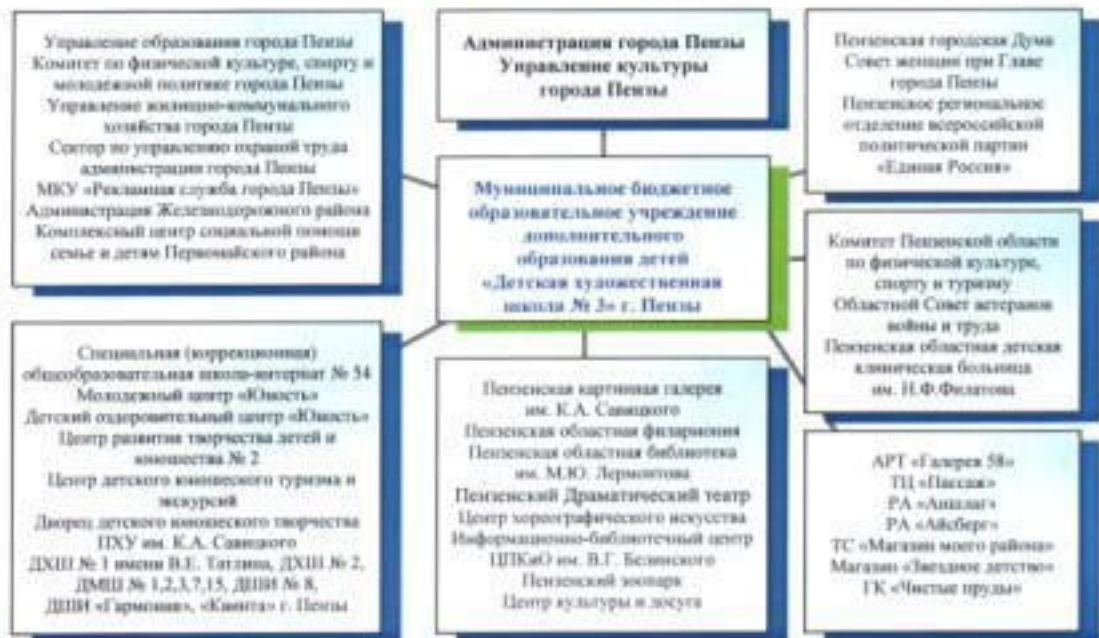 Управление образования города Пензы
Комитет по физической культуре, спорту и
молодежной политике города Пензы
Управление жилищно-коммунального
хозяйства города Пензы
Сектор по управлению охраной труда
администрации города Пензы
МКУ «Рекламная служба города Пензы»
Администрация Железнодорожного района
Комплексный центр социальной помощи
семье и детям Первомайского района
Администрация города Пензы
Управление культуры
города Пензы
Пензенская городская Дума
Совет женщин при Главе
города Пензы
Пензенское региональное
отделение всероссийской
политической партии
«Единая Россия»
Муниципальное бюджетное
образовательное учреждение
дополнительного
образования детей
«Детская художественная
школа № 3» г. Пензы
Комитет Пензенской области
по физической культуре,
спорту и туризму
Областной Совет ветеранов
войны и труда
Пензенская областная детская
клиническая больница
им. Н.Ф.Филатова
Специальная (коррекционная)
общеобразовательная школа-интернат № 54
Молодежный центр «Юность»
Детский оздоровительный центр «Юность»
Центр развития творчества детей и
юношества № 2
Центр детского юношеского туризма и
экскурсий
Дворец детского юношеского творчества
ПХУ им. К.А. Савицкого
ДХШ № 1 имени В.Е. Татлина, ДХШ № 2,
ДМШ № 1,2,3,7,15, ДШИ № 8,
ДШИ «Гармония», «Квинта» г. Пензы
Пензенская картинная галерея
им. К.А. Савицкого
Пензенская областная филармония
Пензенская областная библиотека
им. М.Ю. Лермонтова
Пензенский Драматический театр
Центр хореографического искусства
Информационно-библиотечный центр
ЦПКиО им. В.Г. Белинского
Пензенский зоопарк
Центр культуры и досуга
АРТ «Галерея 58»
ТЦ «Пассаж»
РА «Аншлаг»
РА «Айсберг»
ТС «Магазин моего района»
Магазин «Звездное детство»
ГК «Чистые пруды»